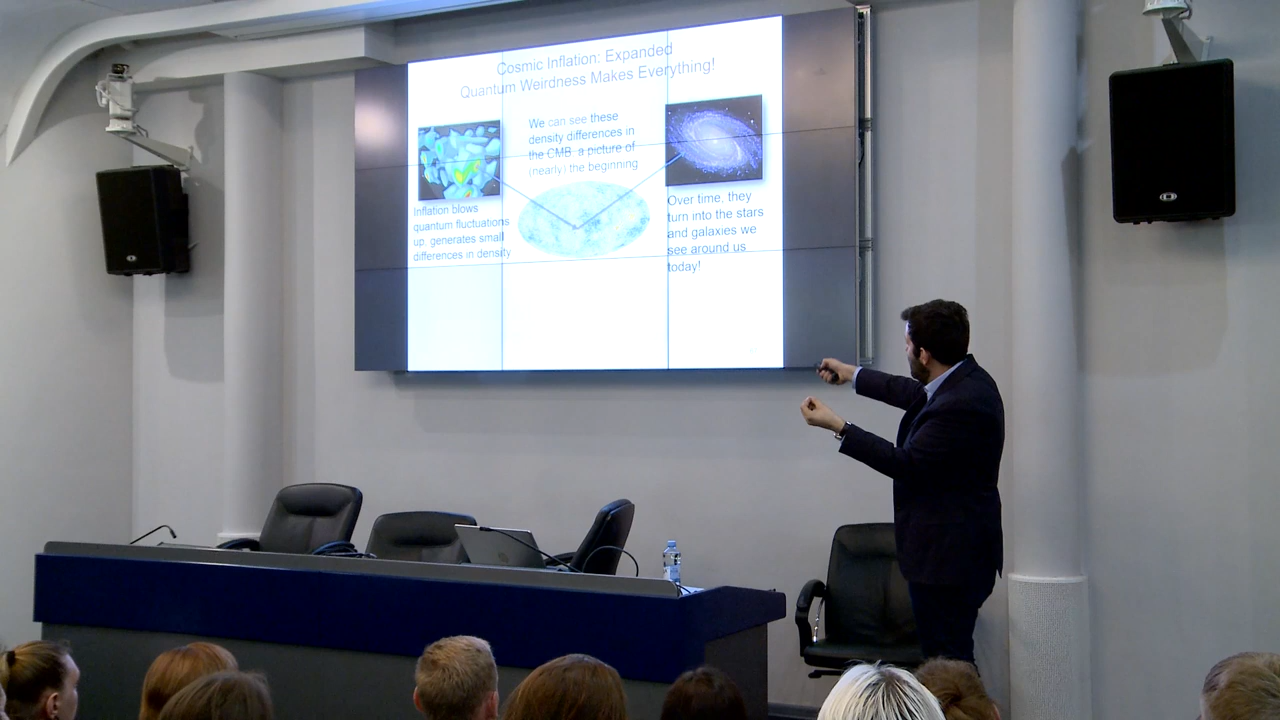 Cosmic Inflation: Expanded
Quantum Weirdness Makes Everything!
We can see these
density differences in
the CMB a picture of
(nearly) the beginning
Inflation blows
quantum fluctuations
up, generates small
differences in density
Over time, they
turn into the stars
and galaxies we
see around us
today!